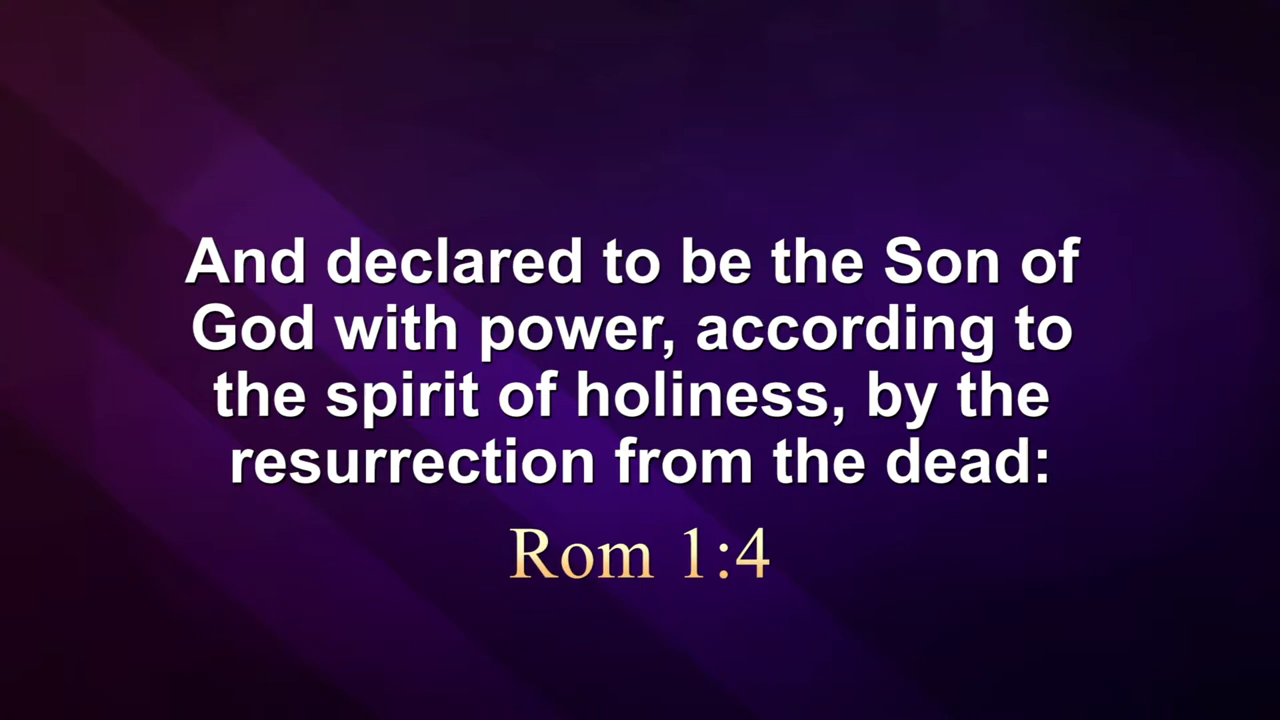 And declared to be the Son of
God with power, according to
the spirit of holiness, by the
resurrection from the dead:
Rom 1:4